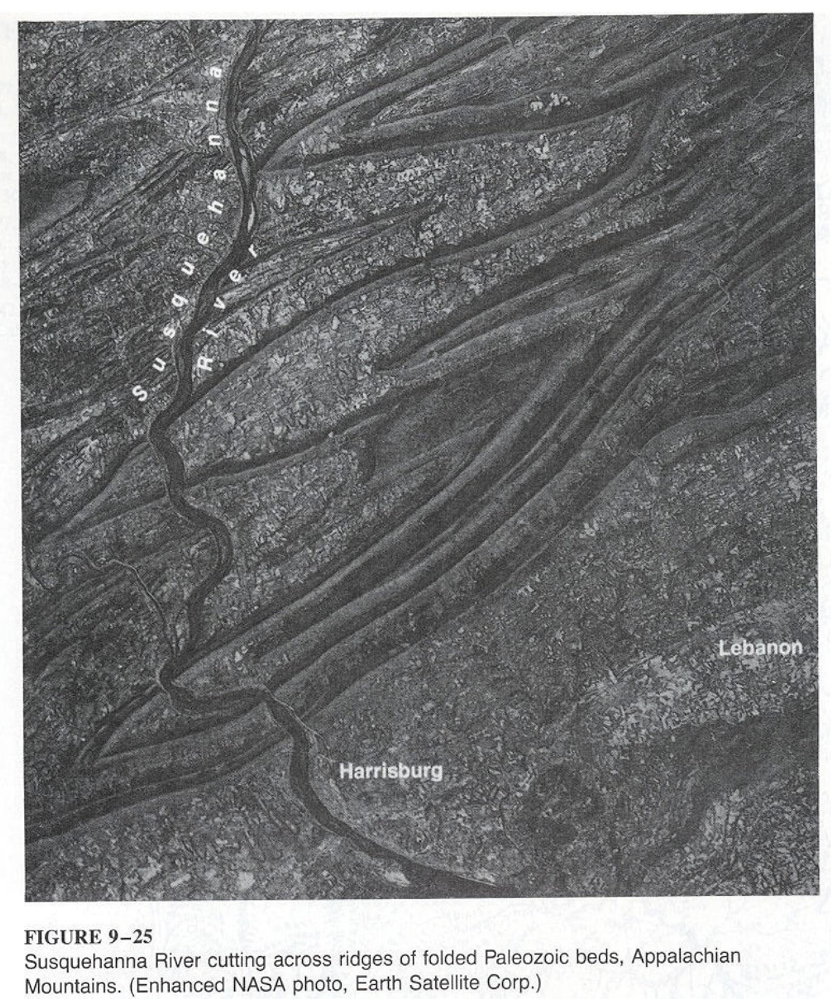 Susquehanna
River
Lebanon
Harrisburg
FIGURE 9–25
Susquehanna River cutting across ridges of folded Paleozoic beds, Appalachian
Mountains. (Enhanced NASA photo, Earth Satellite Corp.)